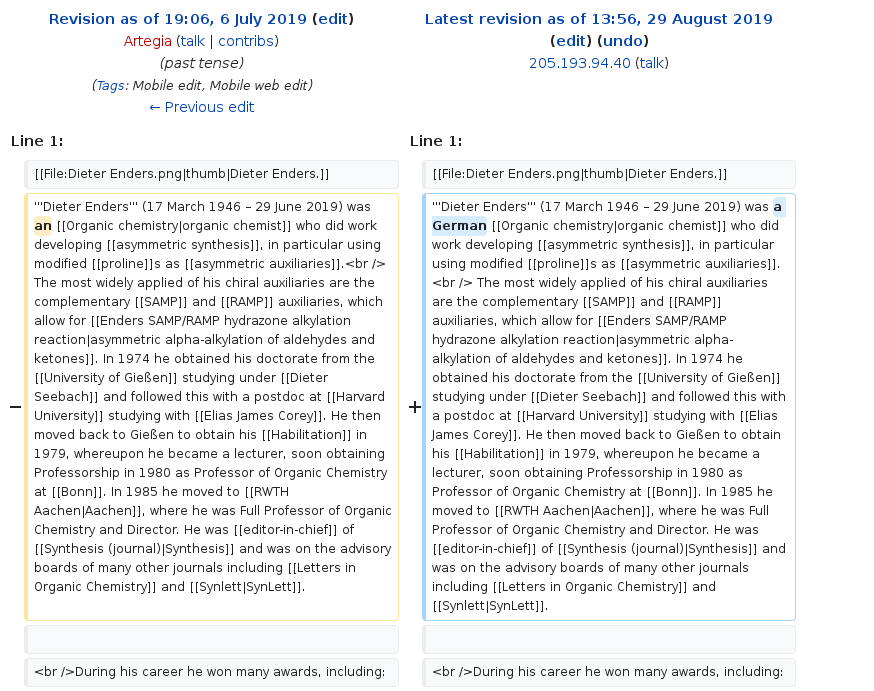 Revision as of 19:06, 6 July 2019 (edit)
Artegia (talk | contribs)
(past tense)
(Tags: Mobile edit, Mobile web edit)
← Previous edit
Latest revision as of 13:56, 29 August 2019
(edit) (undo)
205.193.94.40 (talk)
Line 1:
Line 1:
[[File:Dieter Enders.png|thumb|Dieter Enders.]]
[[File:Dieter Enders.png|thumb|Dieter Enders.]]
−
'''Dieter Enders''' (17 March 1946 – 29 June 2019) was
an [[Organic chemistry|organic chemist]] who did work
developing [[asymmetric synthesis]], in particular using
modified [[proline]]s as [[asymmetric auxiliaries]].<br />
The most widely applied of his chiral auxiliaries are the
complementary [[SAMP]] and [[RAMP]] auxiliaries, which
allow for [[Enders SAMP/RAMP hydrazone alkylation
reaction|asymmetric alpha-alkylation of aldehydes and
ketones]]. In 1974 he obtained his doctorate from the
[[University of Gießen]] studying under [[Dieter
Seebach]] and followed this with a postdoc at [[Harvard
University]] studying with [[Elias James Corey]]. He then
moved back to Gießen to obtain his [[Habilitation]] in
1979, whereupon he became a lecturer, soon obtaining
Professorship in 1980 as Professor of Organic Chemistry
at [[Bonn]]. In 1985 he moved to [[RWTH
Aachen|Aachen]], where he was Full Professor of Organic
Chemistry and Director. He was [[editor-in-chief]] of
[[Synthesis (journal)|Synthesis]] and was on the advisory
boards of many other journals including [[Letters in
Organic Chemistry]] and [[Synlett|SynLett]].
+
'''Dieter Enders''' (17 March 1946 – 29 June 2019) was a
German [[Organic chemistry|organic chemist]] who did
work developing [[asymmetric synthesis]], in particular
using modified [[proline]]s as [[asymmetric auxiliaries]].
<br /> The most widely applied of his chiral auxiliaries
are the complementary [[SAMP]] and [[RAMP]]
auxiliaries, which allow for [[Enders SAMP/RAMP
hydrazone alkylation reaction|asymmetric alpha-
alkylation of aldehydes and ketones]]. In 1974 he
obtained his doctorate from the [[University of Gießen]]
studying under [[Dieter Seebach]] and followed this with
a postdoc at [[Harvard University]] studying with [[Elias
James Corey]]. He then moved back to Gießen to obtain
his [[Habilitation]] in 1979, whereupon he became a
lecturer, soon obtaining Professorship in 1980 as
Professor of Organic Chemistry at [[Bonn]]. In 1985 he
moved to [[RWTH Aachen|Aachen]], where he was Full
Professor of Organic Chemistry and Director. He was
[[editor-in-chief]] of [[Synthesis (journal)|Synthesis]] and
was on the advisory boards of many other journals
including [[Letters in Organic Chemistry]] and
[[Synlett|SynLett]].
<br />During his career he won many awards, including:
<br />During his career he won many awards, including: